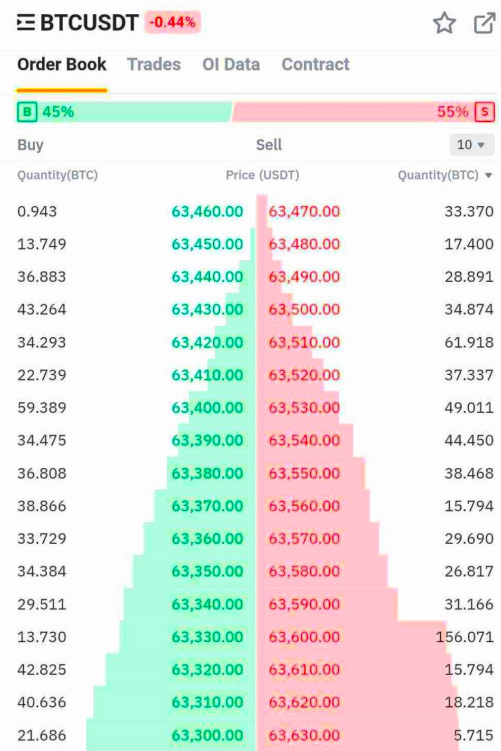 BTCUSDT -0.44%
Order Book Trades OI Data Contract
B 45% 55% S
Buy Sell 10
Quantity(BTC) Price (USDT) Quantity(BTC)
0.943 63,460.00 63,470.00 33.370
13.749 63,450.00 63,480.00 17.400
36.883 63,440.00 63,490.00 28.891
43.264 63,430.00 63,500.00 34.874
34.293 63,420.00 63,510.00 61.918
22.739 63,410.00 63,520.00 37.337
59.389 63,400.00 63,530.00 49.011
34.475 63,390.00 63,540.00 44.450
36.808 63,380.00 63,550.00 38.468
38.866 63,370.00 63,560.00 15.794
33.729 63,360.00 63,570.00 29.690
34.384 63,350.00 63,580.00 26.817
29.511 63,340.00 63,590.00 31.166
13.730 63,330.00 63,600.00 156.071
42.825 63,320.00 63,610.00 15.794
40.636 63,310.00 63,620.00 18.218
21.686 63,300.00 63,630.00 5.715